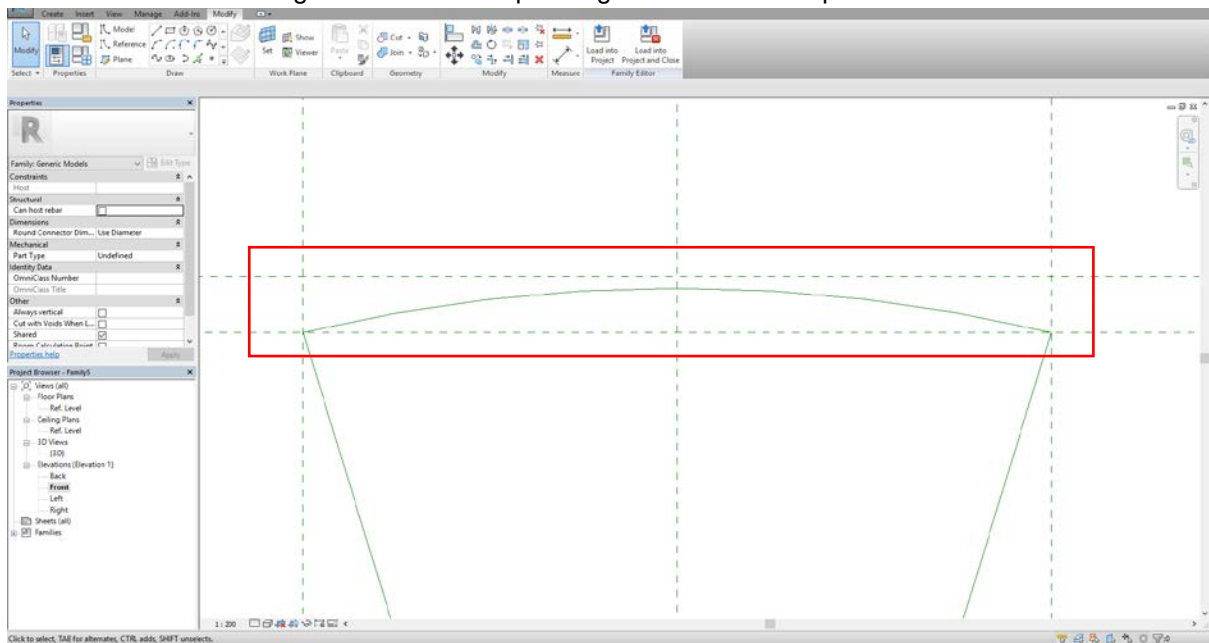 Create Insert View Manage Add-Ins Modify
Modify
Model
Reference
Plane
Set
Show
Viewer
Paste
Cut
Join
Load into Project
Load into Project and Close
Select Properties Draw Work Plane Clipboard Geometry Modify Measure Family Editor
Properties
R
Family: Generic Models Edit Type
Constraints
Host
Structural
Can host rebar
Dimensions
Round Connector Dim... Use Diameter
Mechanical
Part Type Undefined
Identity Data
OmniClass Number
OmniClass Title
Other
Always vertical
Cut with Voids When L...
Shared
Room Calculation Point
Properties help Apply
Project Browser - Family5
Views (all)
Floor Plans
Ref. Level
Ceiling Plans
Ref. Level
3D Views
{3D}
Elevations (Elevation 1)
Back
Front
Left
Right
Sheets (all)
Families
1 : 200
Click to select, TAB for alternates, CTRL adds, SHIFT unselects.